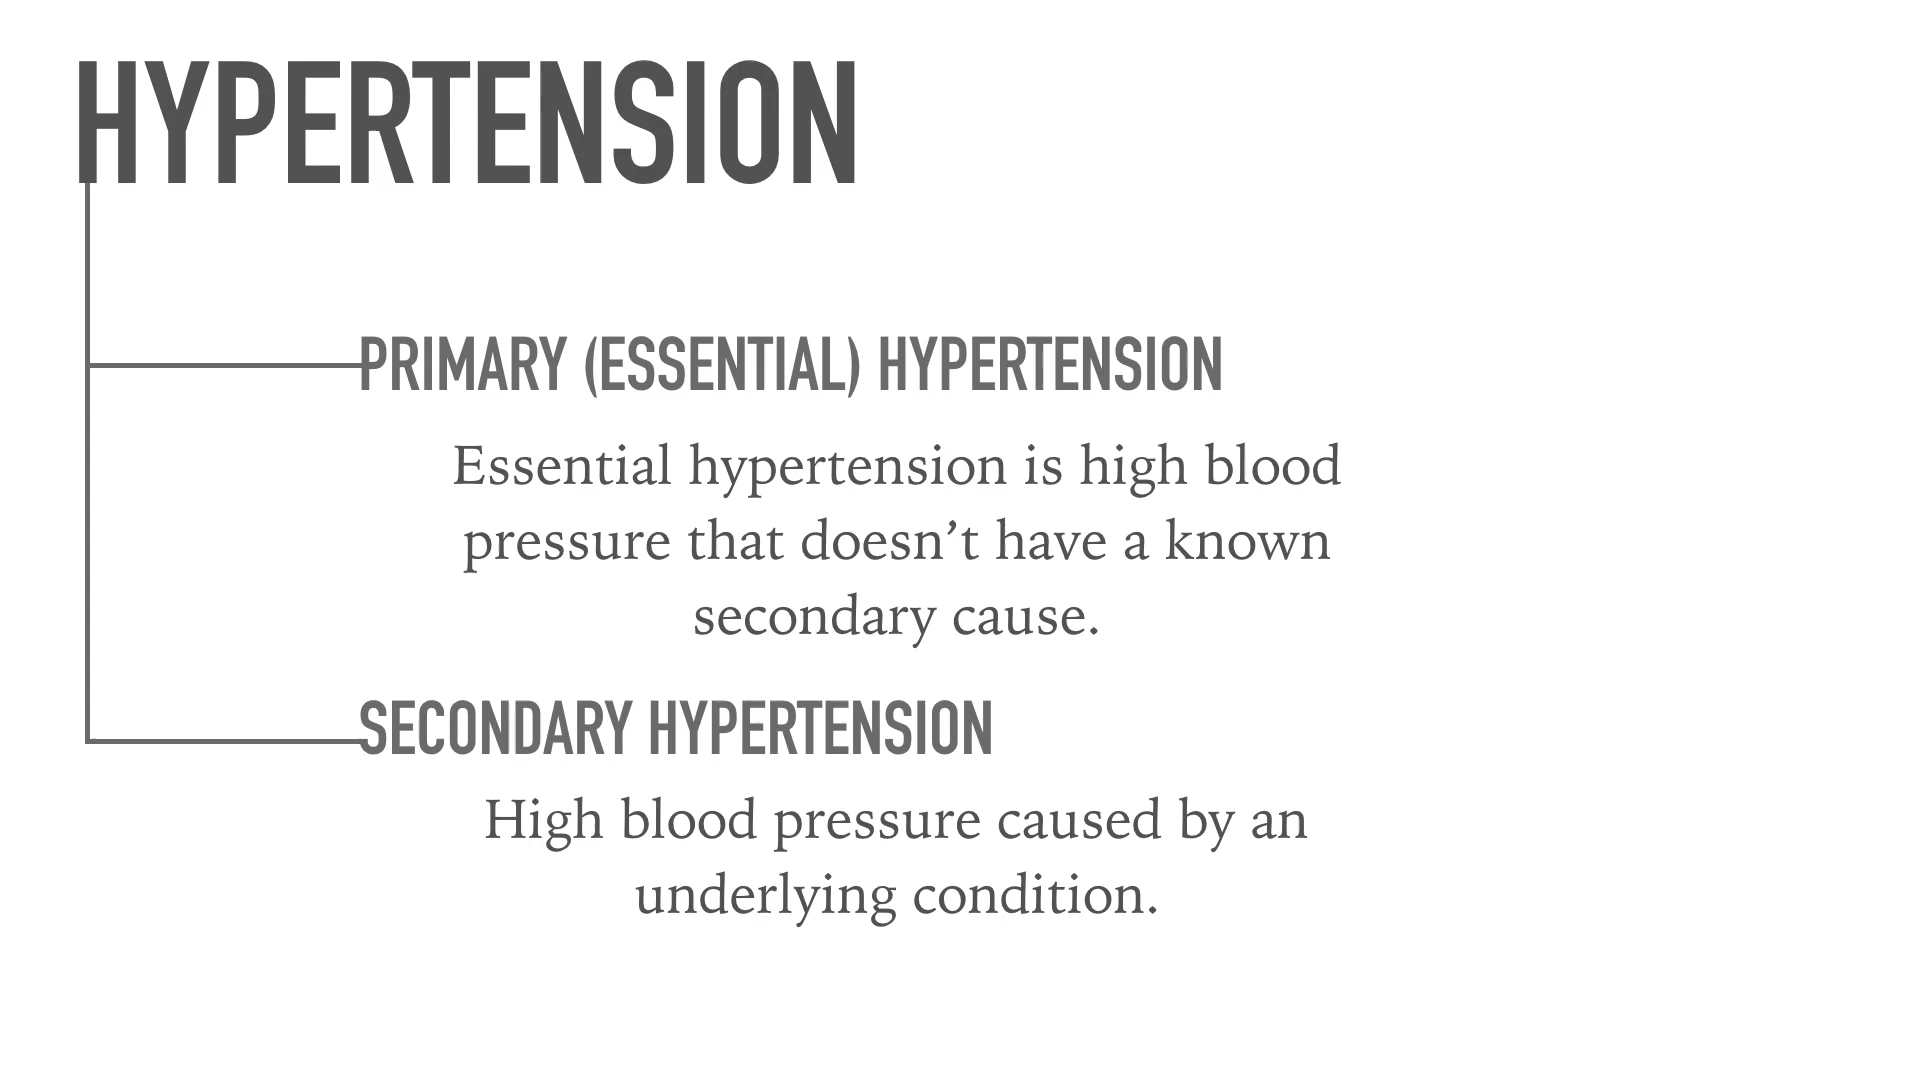 HYPERTENSION
PRIMARY (ESSENTIAL) HYPERTENSION
Essential hypertension is high blood
pressure that doesn’t have a known
secondary cause.
SECONDARY HYPERTENSION
High blood pressure caused by an
underlying condition.